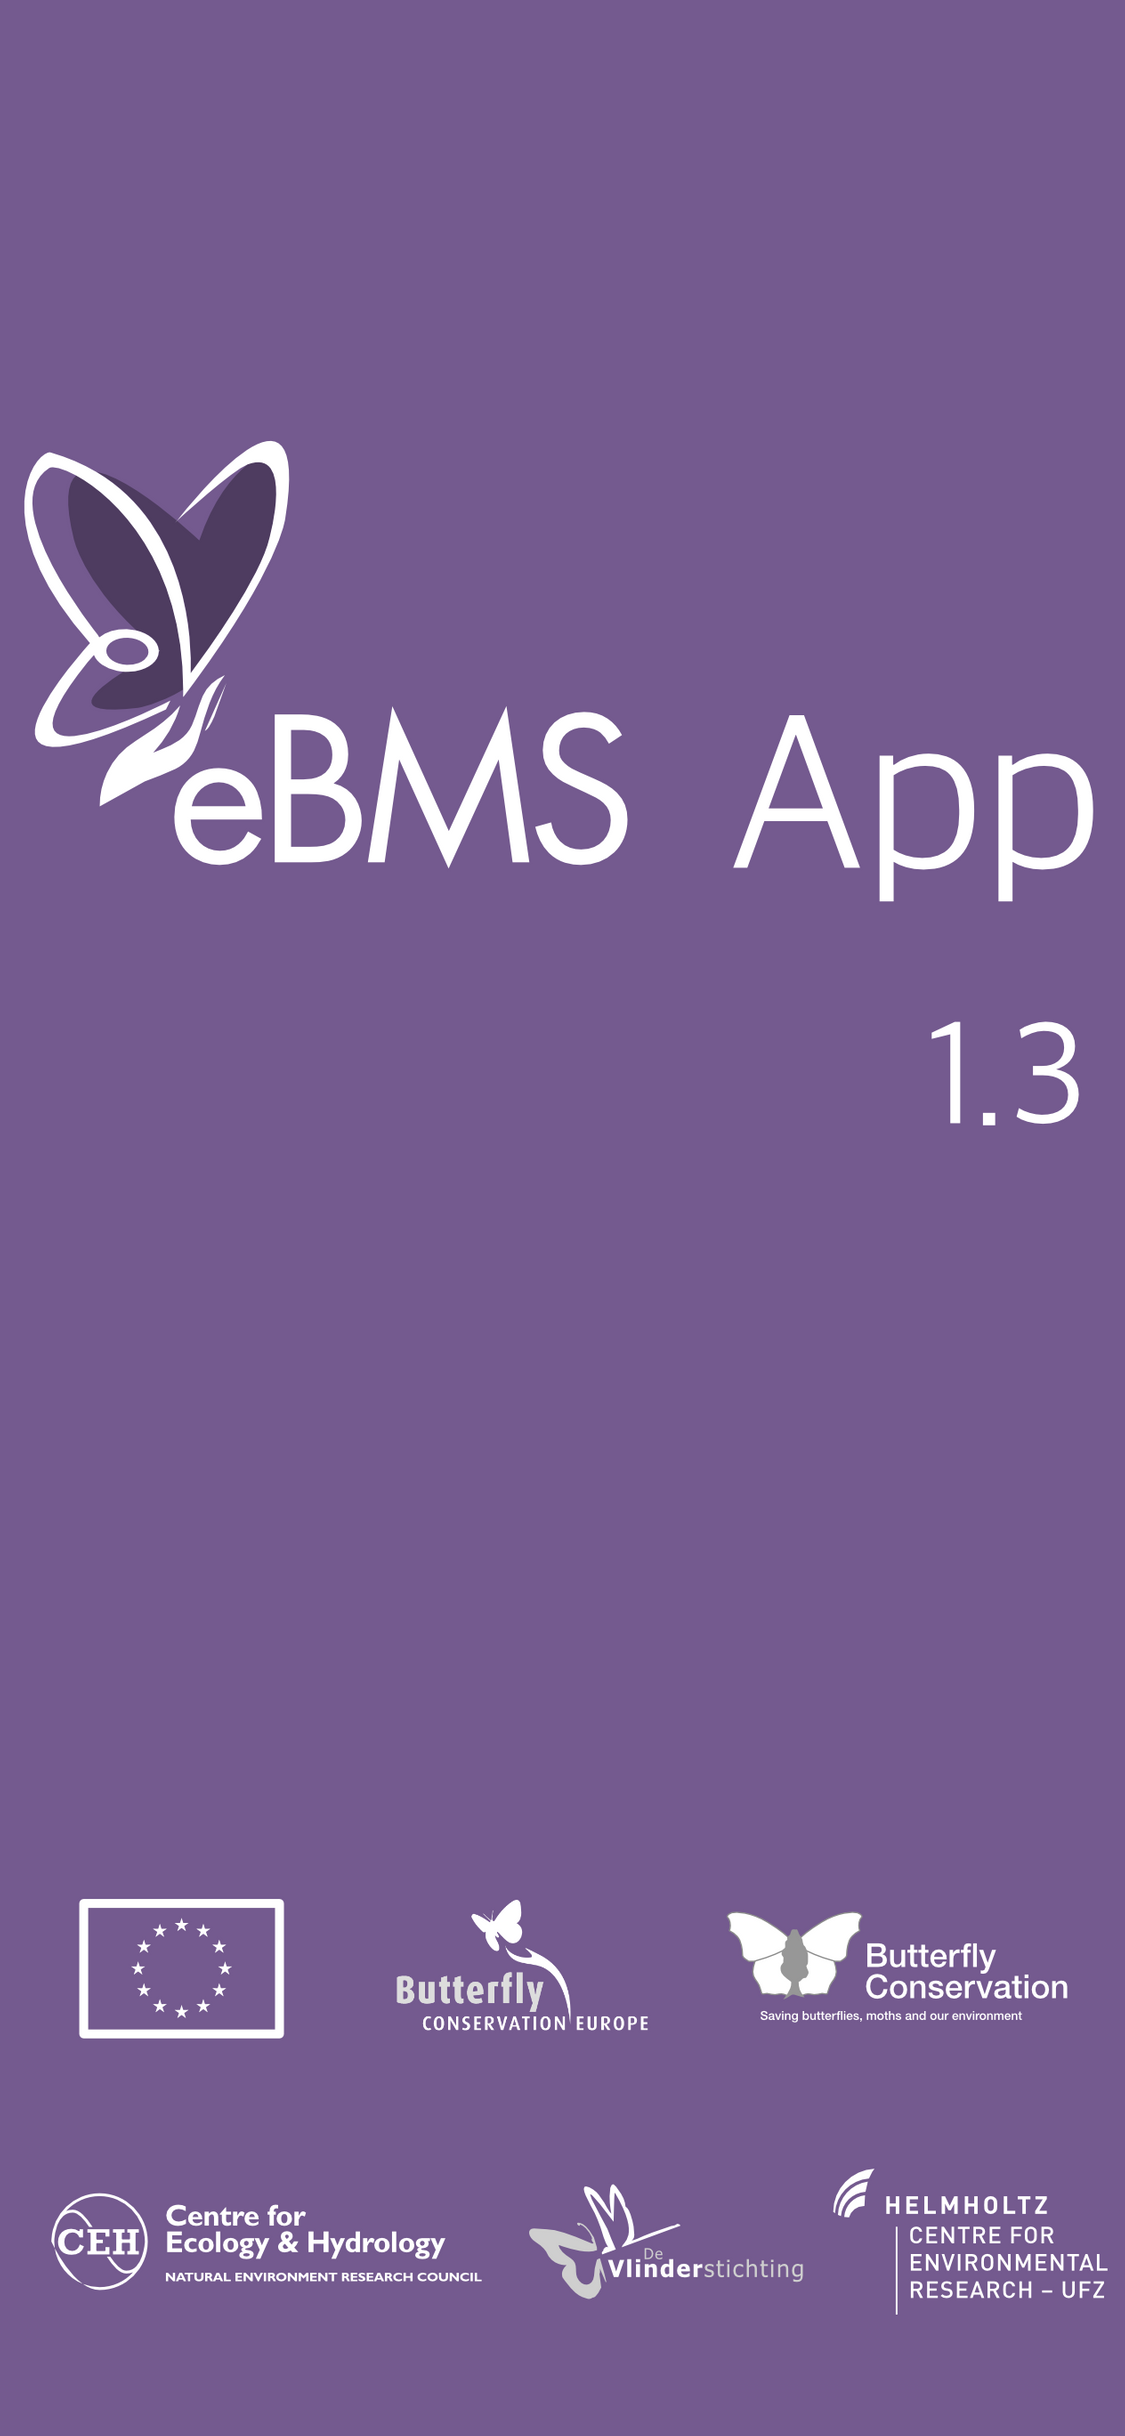 eBMS App
1.3
Butterfly
CONSERVATION EUROPE
Butterfly
Conservation
Saving butterflies, moths and our environment
CEH
Centre for
Ecology & Hydrology
NATURAL ENVIRONMENT RESEARCH COUNCIL
De
Vlinderstichting
HELMHOLTZ
CENTRE FOR
ENVIRONMENTAL
RESEARCH – UFZ